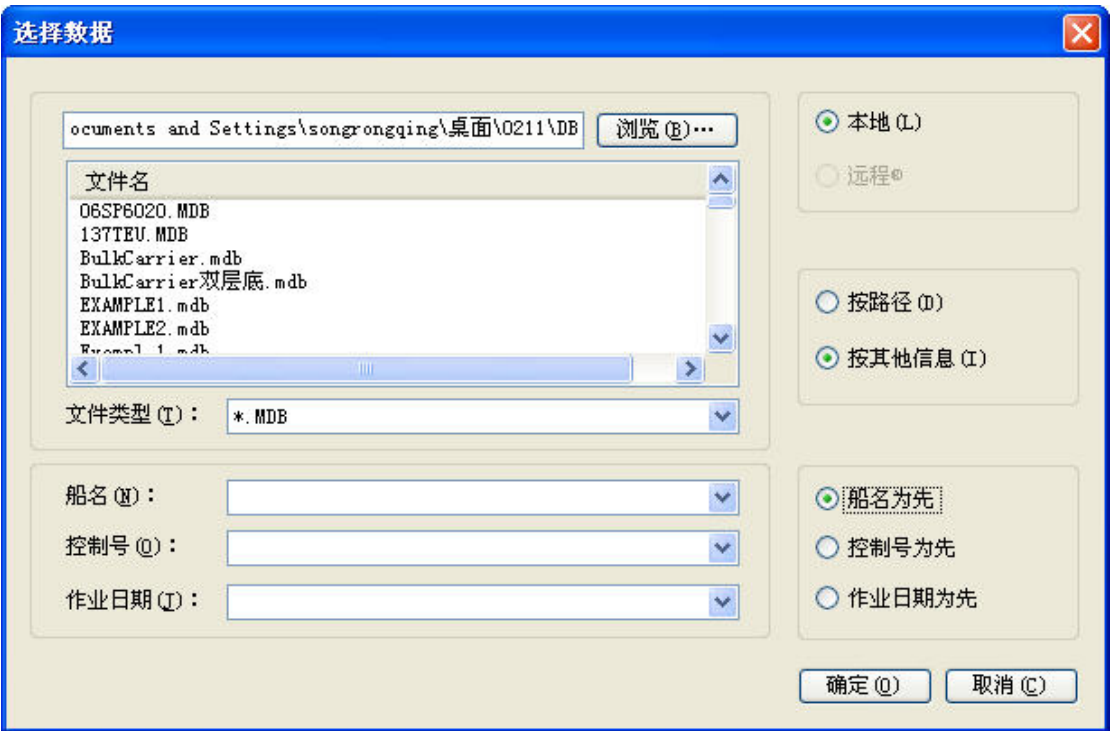 选择数据
ocuments and Settings\songrongqing\桌面\0211\DB
浏览(B)…
文件名
06SP6020.MDB
137TEU.MDB
BulkCarrier.mdb
BulkCarrier双层底.mdb
EXAMPLE1.mdb
EXAMPLE2.mdb
文件类型(T)：
*.MDB
船名(N)：
控制号(O)：
作业日期(T)：
本地(L)
远程©
按路径(D)
按其他信息(I)
船名为先
控制号为先
作业日期为先
确定(O)
取消(C)